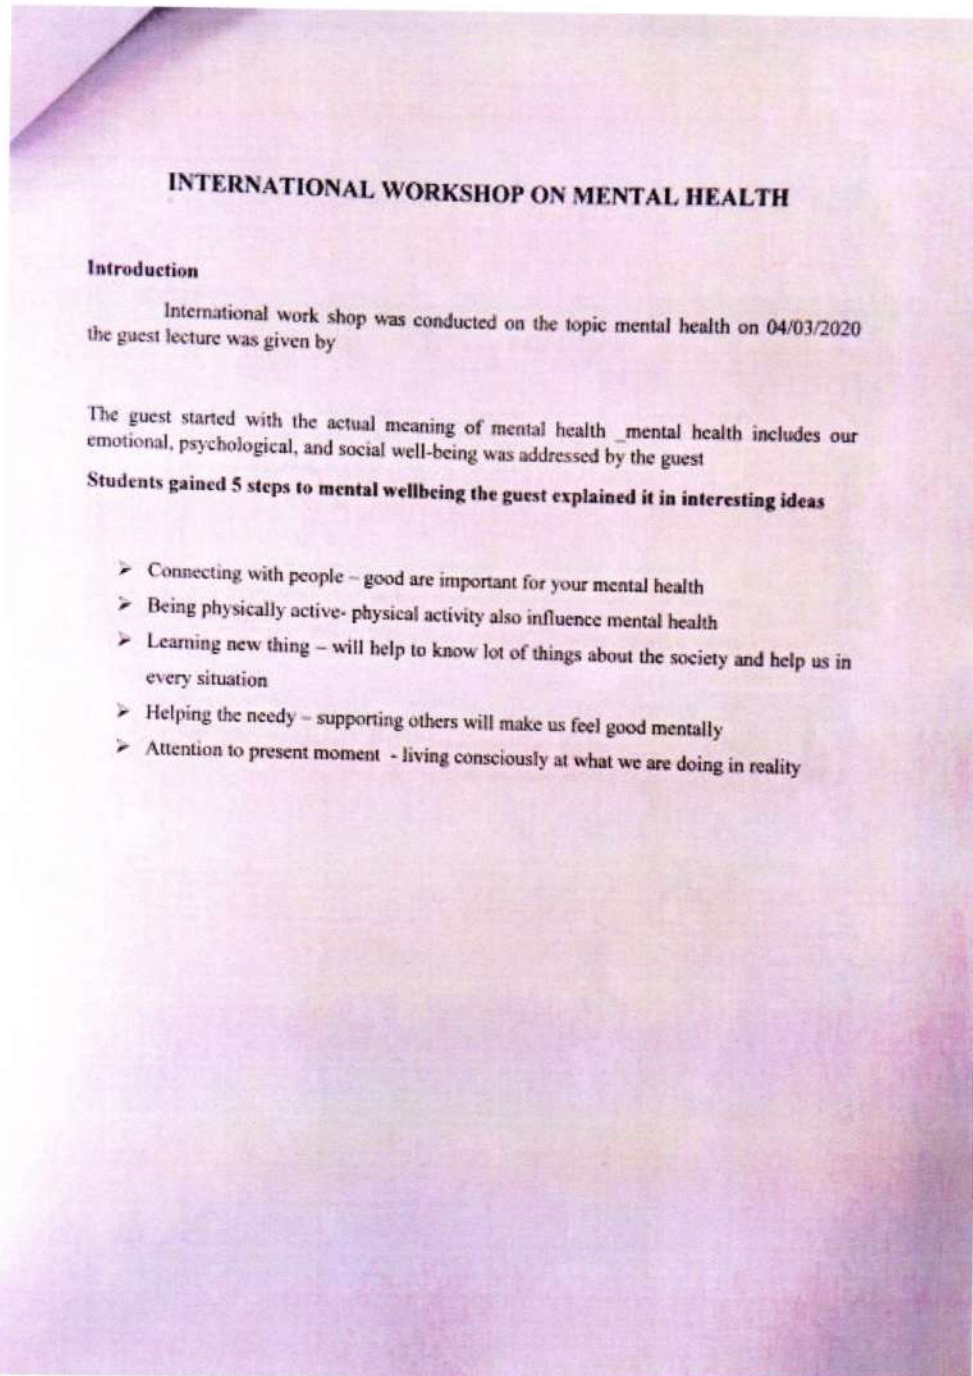 INTERNATIONAL WORKSHOP ON MENTAL HEALTH
Introduction
International work shop was conducted on the topic mental health on 04/03/2020
the guest lecture was given by
The guest started with the actual meaning of mental health _mental health includes our
emotional, psychological, and social well-being was addressed by the guest
Students gained 5 steps to mental wellbeing the guest explained it in interesting ideas
➢ Connecting with people – good are important for your mental health
➢ Being physically active- physical activity also influence mental health
➢ Learning new thing – will help to know lot of things about the society and help us in
every situation
➢ Helping the needy – supporting others will make us feel good mentally
➢ Attention to present moment - living consciously at what we are doing in reality